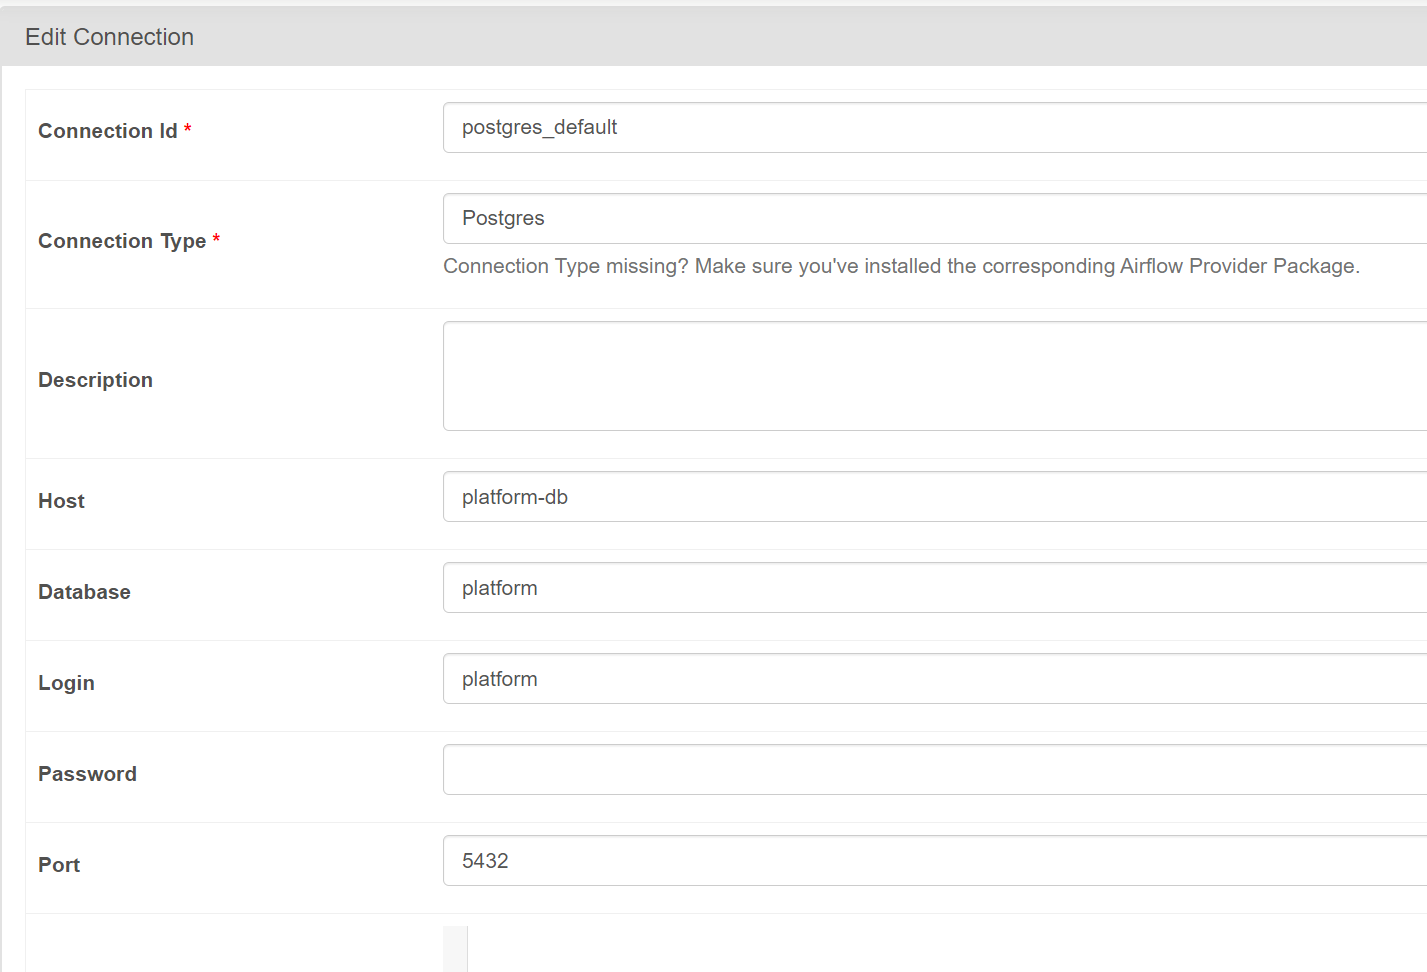 Edit Connection
Connection Id *
postgres_default
Connection Type *
Postgres
Connection Type missing? Make sure you've installed the corresponding Airflow Provider Package.
Description
Host
platform-db
Database
platform
Login
platform
Password
Port
5432